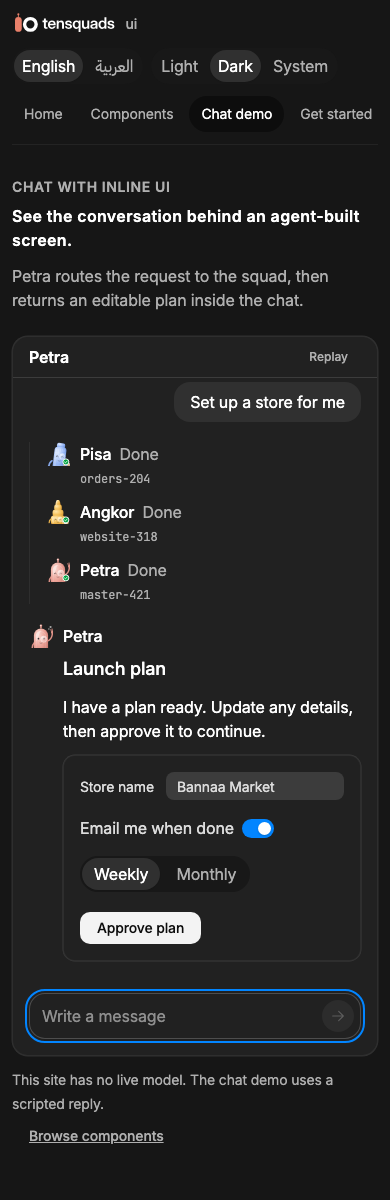 tensquads ui
English العربية Light Dark System
Home Components Chat demo Get started
CHAT WITH INLINE UI
See the conversation behind an agent-built
screen.
Petra routes the request to the squad, then
returns an editable plan inside the chat.
Petra Replay
Set up a store for me
Pisa Done
orders-204
Angkor Done
website-318
Petra Done
master-421
Petra
Launch plan
I have a plan ready. Update any details,
then approve it to continue.
Store name Bannaa Market
Email me when done
Weekly Monthly
Approve plan
Write a message
This site has no live model. The chat demo uses a
scripted reply.
Browse components